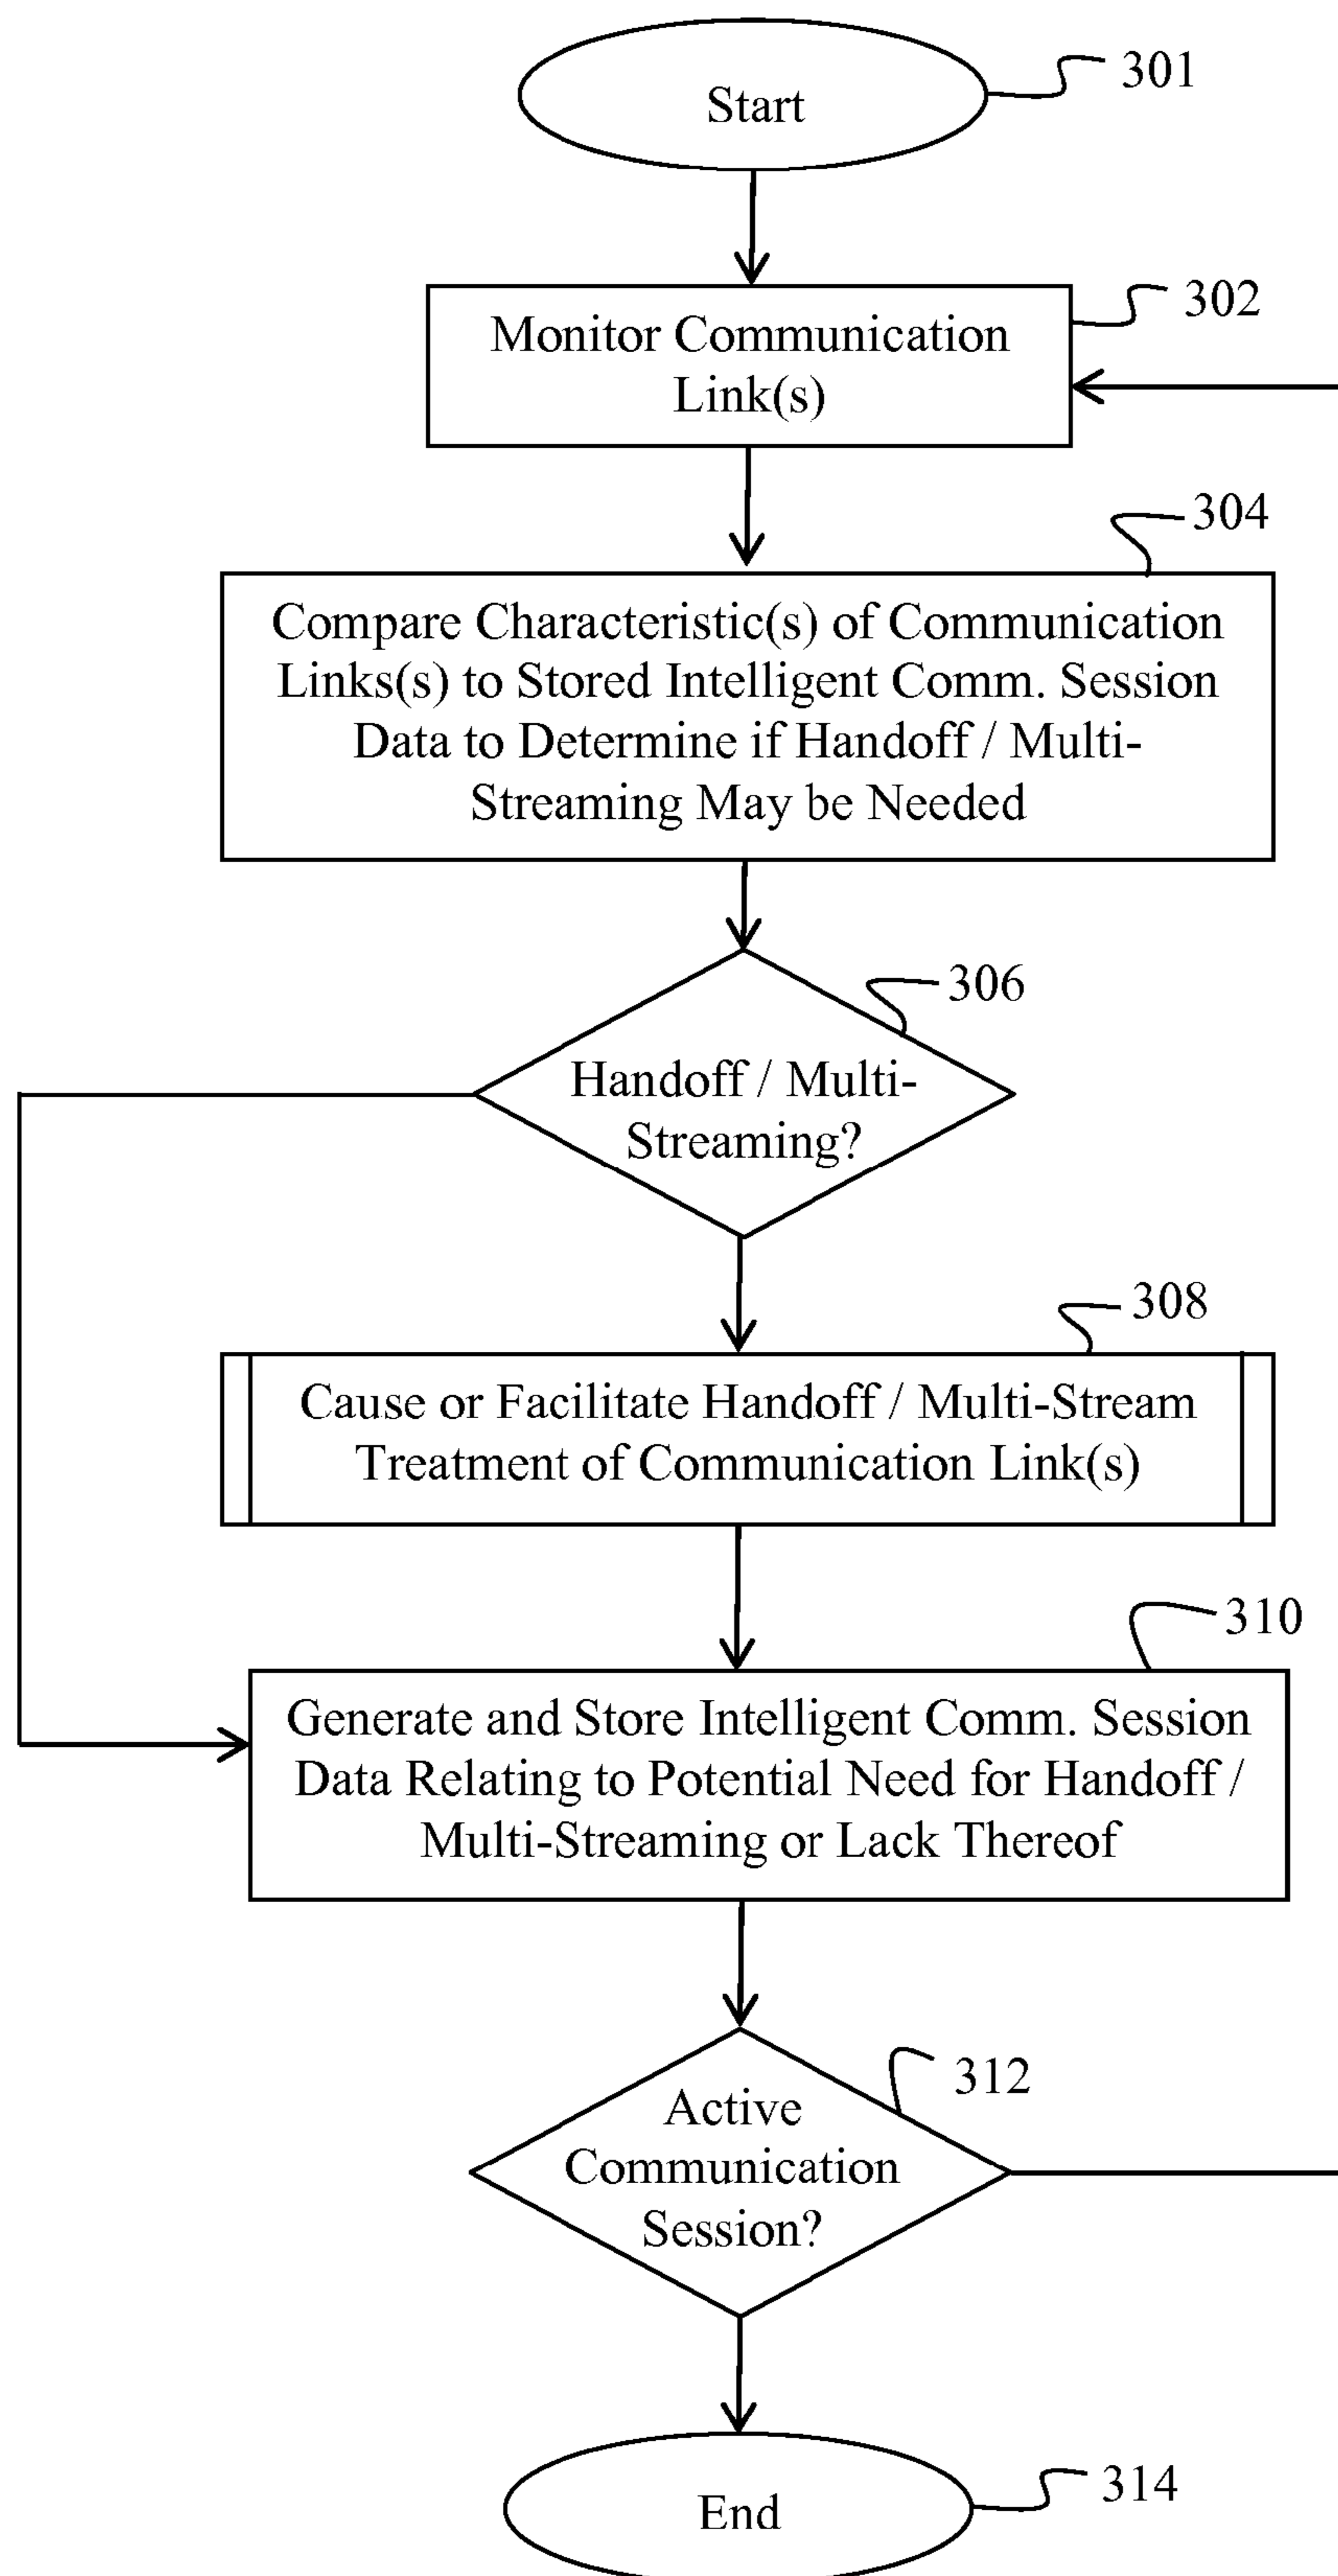 Start
301
Monitor Communication
Link(s)
302
304
Compare Characteristic(s) of Communication
Links(s) to Stored Intelligent Comm. Session
Data to Determine if Handoff / Multi-
Streaming May be Needed
306
Handoff / Multi-
Streaming?
308
Cause or Facilitate Handoff / Multi-Stream
Treatment of Communication Link(s)
310
Generate and Store Intelligent Comm. Session
Data Relating to Potential Need for Handoff /
Multi-Streaming or Lack Thereof
312
Active
Communication
Session?
314
End